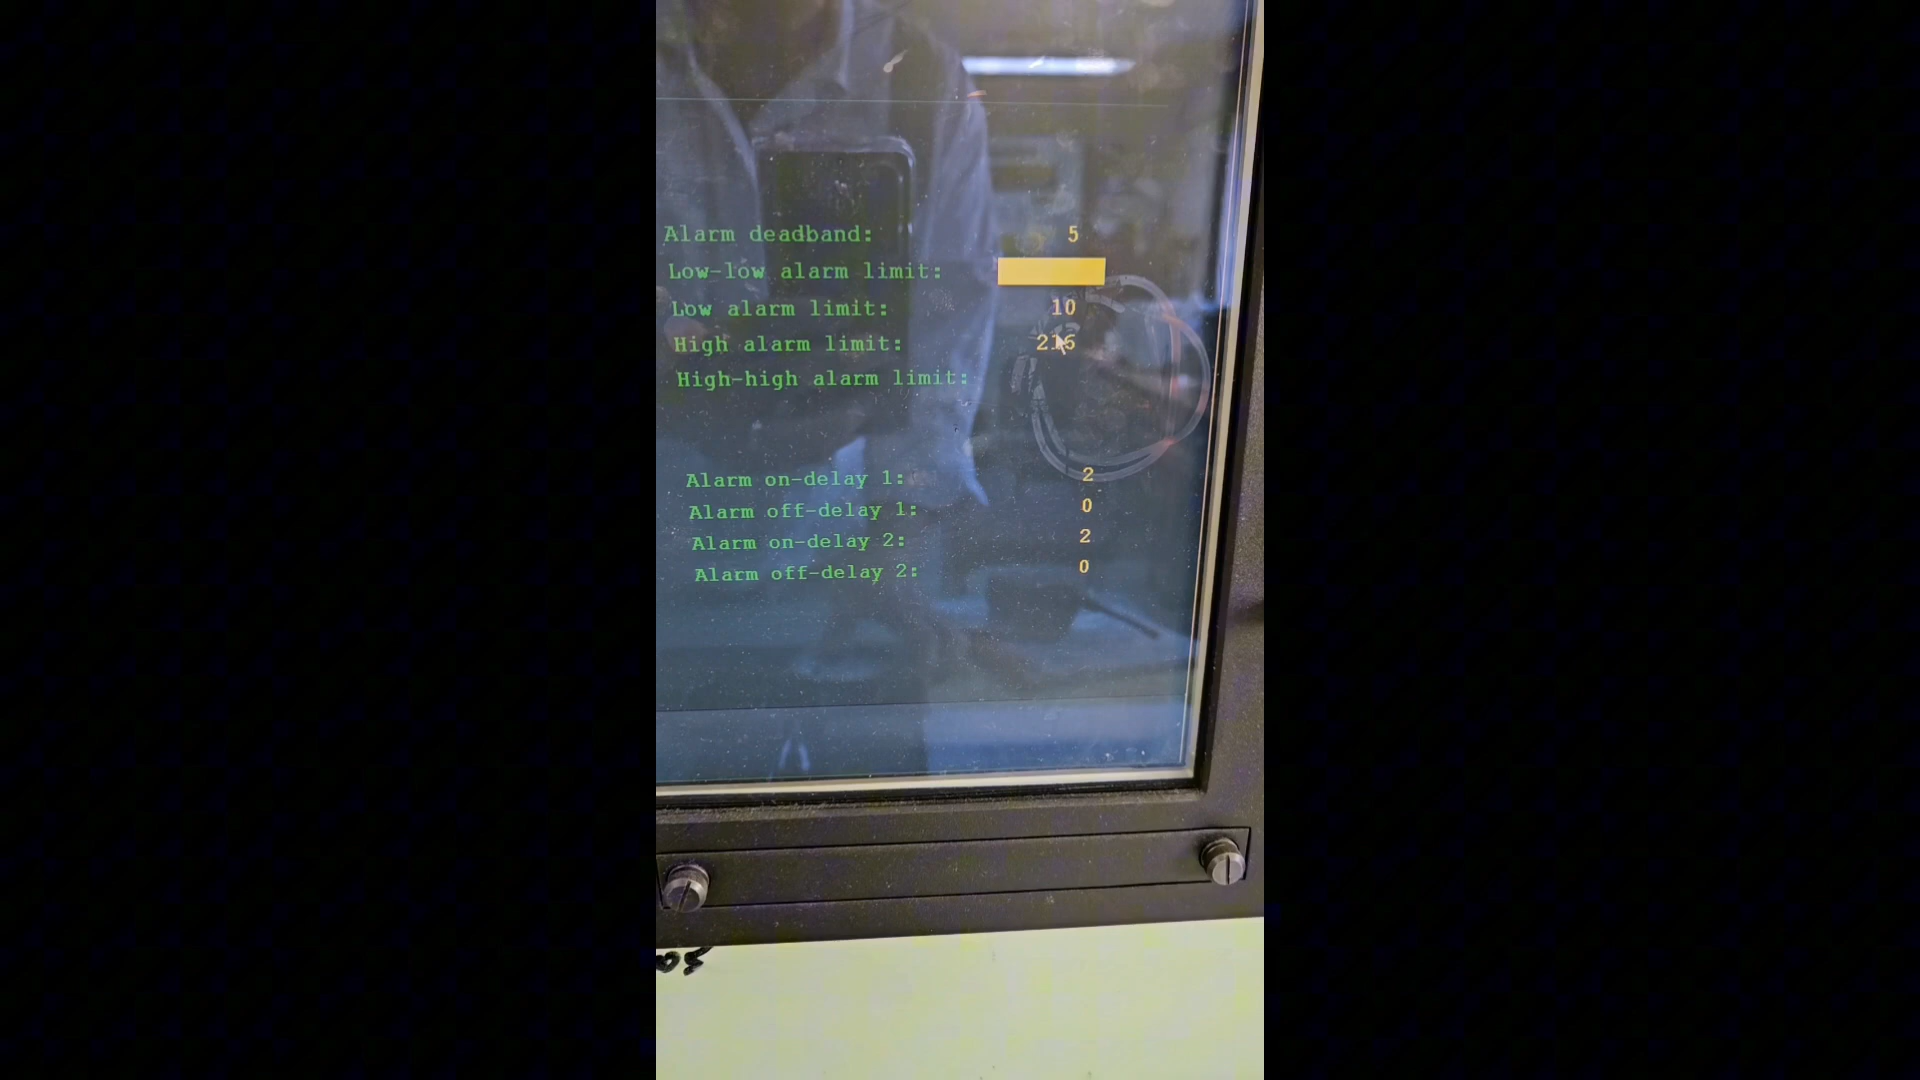 Alarm deadband: 5
Low-low alarm limit:
Low alarm limit: 10
High alarm limit: 216
High-high alarm limit:
Alarm on-delay 1: 2
Alarm off-delay 1: 0
Alarm on-delay 2: 2
Alarm off-delay 2: 0